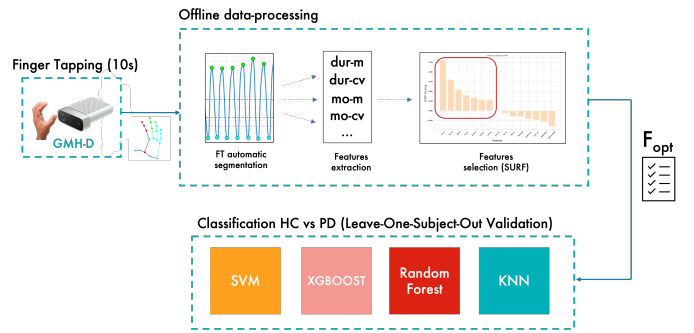 Offline data-processing
Finger Tapping (10s)
GMH-D
dur-m
dur-cv
mo-m
mo-cv
...
FT automatic
segmentation
Features
extraction
Features
selection (SURF)
Fopt
Classification HC vs PD (Leave-One-Subject-Out Validation)
SVM
XGBOOST
Random
Forest
KNN